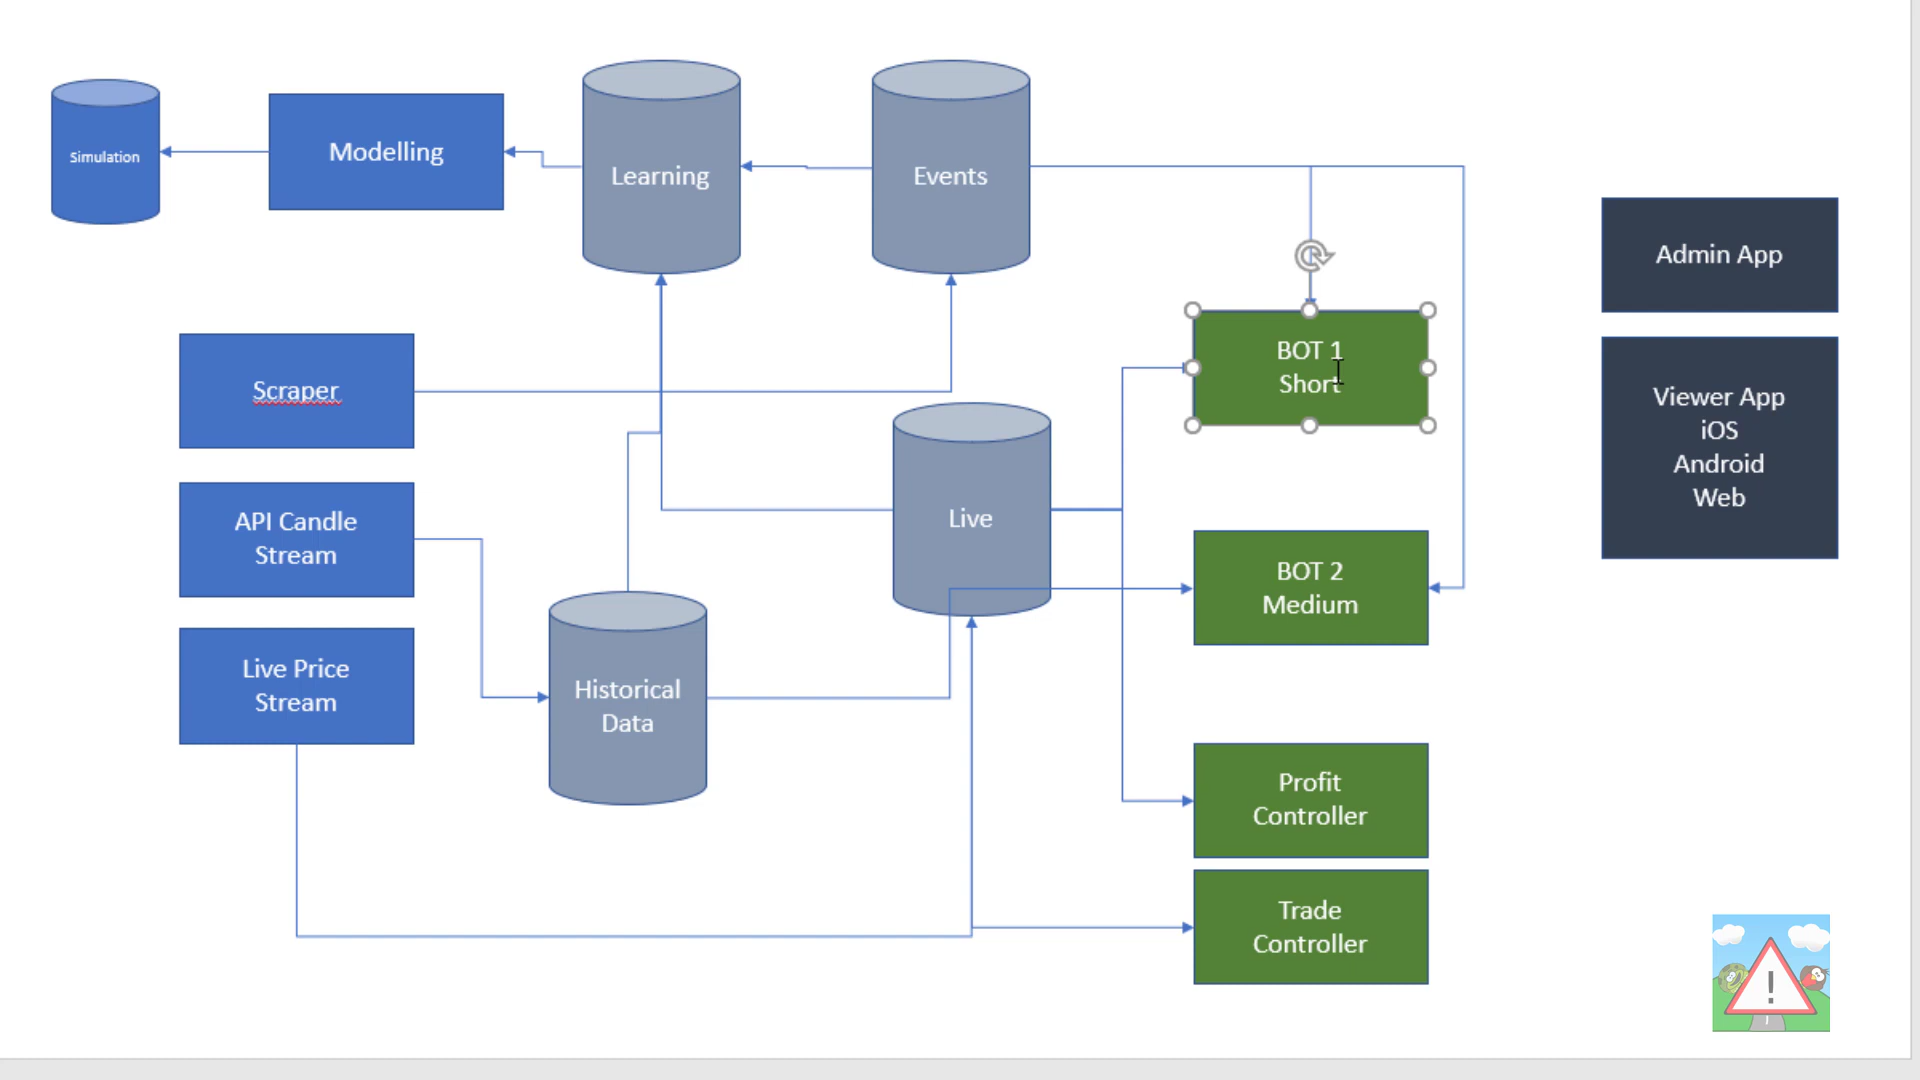 Simulation
Modelling
Learning
Events
Admin App
Scraper
BOT 1
Short
Viewer App
iOS
Android
Web
API Candle
Stream
Live
BOT 2
Medium
Live Price
Stream
Historical
Data
Profit
Controller
Trade
Controller
!